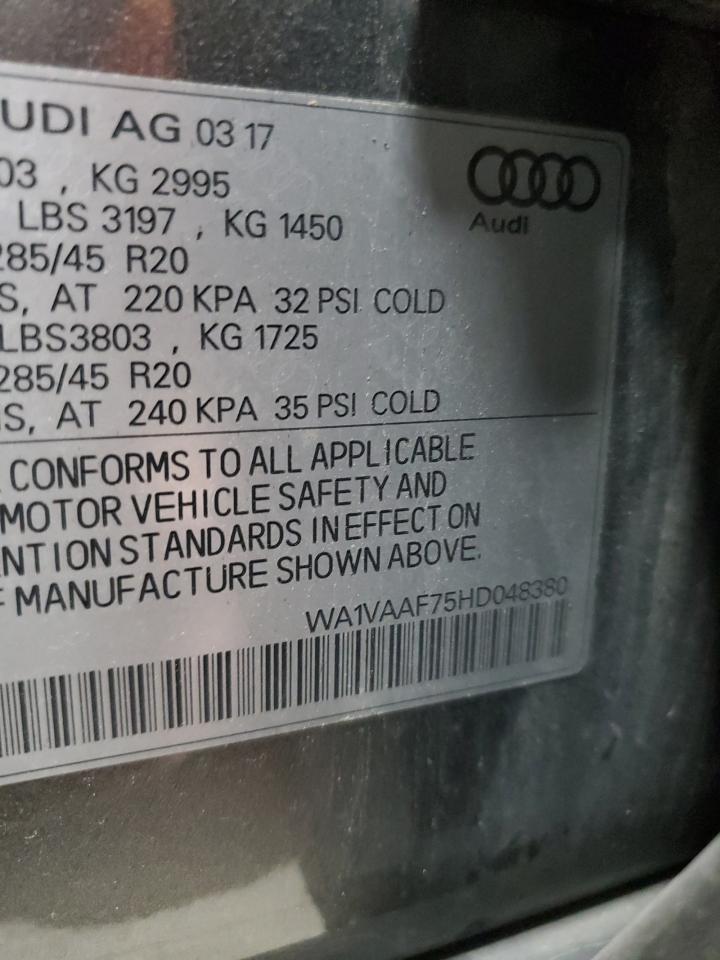 UDI AG 03 17
Audi
03 , KG 2995
LBS 3197 , KG 1450
285/45 R20
S, AT 220 KPA 32 PSI COLD
LBS3803 , KG 1725
285/45 R20
S, AT 240 KPA 35 PSI COLD
CONFORMS TO ALL APPLICABLE
MOTOR VEHICLE SAFETY AND
NTION STANDARDS IN EFFECT ON
F MANUFACTURE SHOWN ABOVE.
WA1VAAF75HD048380